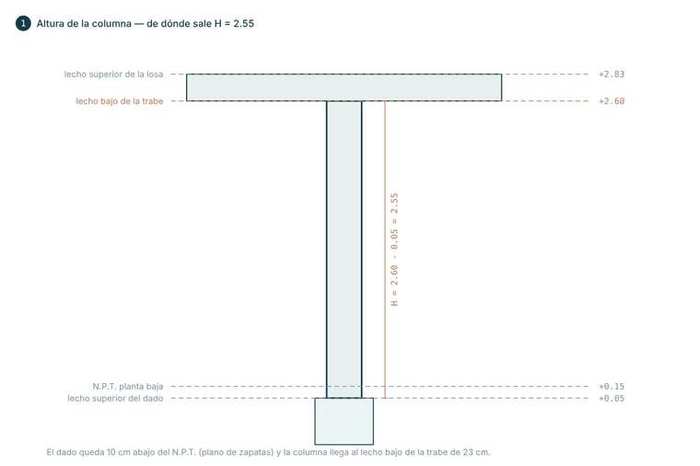 1 Altura de la columna — de dónde sale H = 2.55
lecho superior de la losa +2.83
lecho bajo de la trabe +2.60
H = 2.60 - 0.05 = 2.55
N.P.T. planta baja +0.15
lecho superior del dado +0.05
El dado queda 10 cm abajo del N.P.T. (plano de zapatas) y la columna llega al lecho bajo de la trabe de 23 cm.